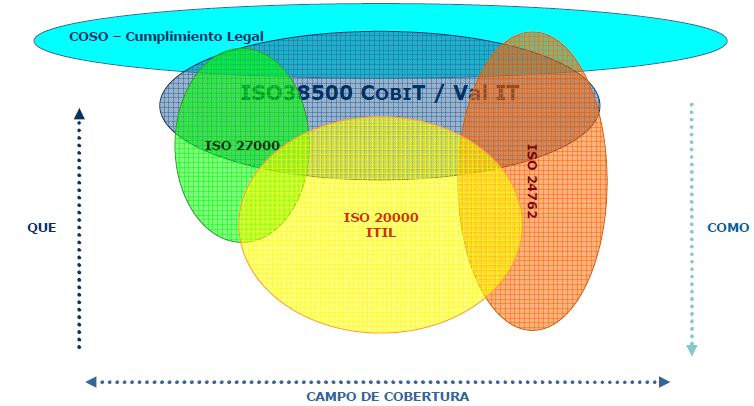 COSO – Cumplimiento Legal
ISO38500 COBIT / Val IT
ISO 27000
ISO 24762
ISO 20000
ITIL
QUE
COMO
CAMPO DE COBERTURA